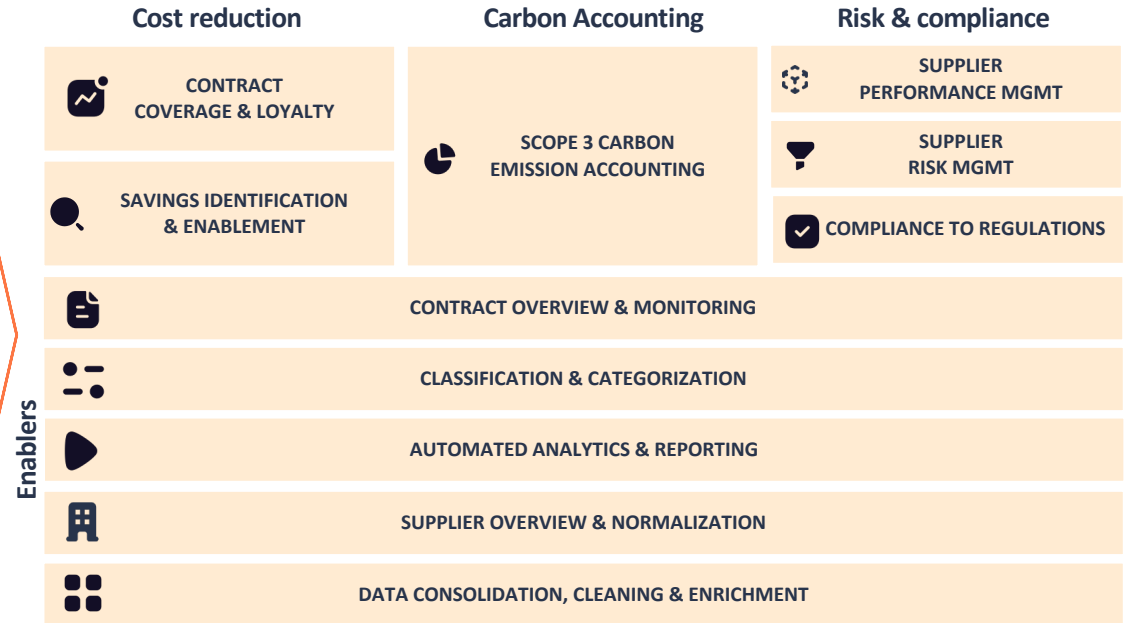 Cost reduction
Carbon Accounting
Risk & compliance
CONTRACT
COVERAGE & LOYALTY
SAVINGS IDENTIFICATION
& ENABLEMENT
SCOPE 3 CARBON
EMISSION ACCOUNTING
SUPPLIER
PERFORMANCE MGMT
SUPPLIER
RISK MGMT
COMPLIANCE TO REGULATIONS
Enablers
CONTRACT OVERVIEW & MONITORING
CLASSIFICATION & CATEGORIZATION
AUTOMATED ANALYTICS & REPORTING
SUPPLIER OVERVIEW & NORMALIZATION
DATA CONSOLIDATION, CLEANING & ENRICHMENT